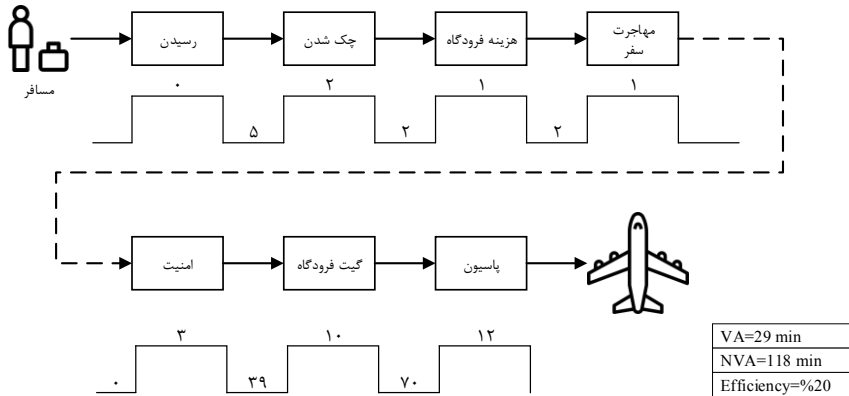 رسیدن
چک شدن
هزینه فرودگاه
مهاجرت
سفر
مسافر
۰
۲
۱
۱
۵
۲
۲
امنیت
گیت فرودگاه
پاسیون
۳
۱۰
۱۲
۰
۳۹
۷۰
VA=29 min
NVA=118 min
Efficiency=%20